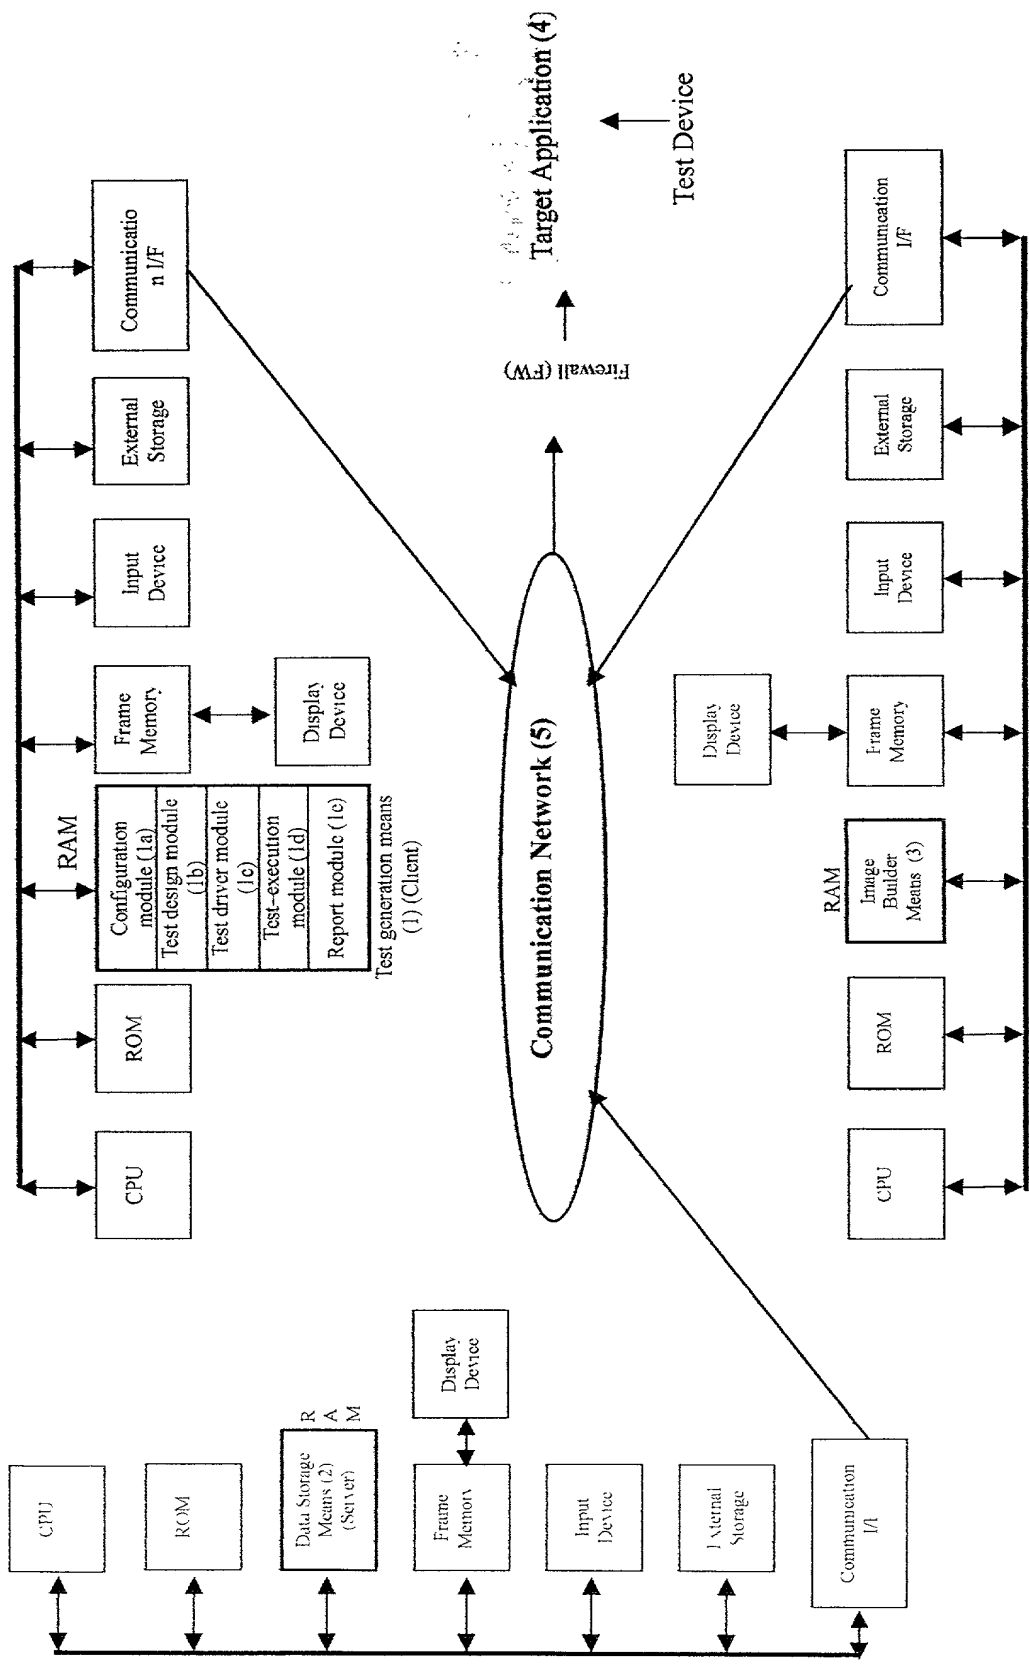 CPU
ROM
RAM
Configuration
module (1a)
Test design module
(1b)
Test driver module
(1c)
Test-execution
module (1d)
Report module (1e)
Test generation means
(1) (Client)
Frame
Memory
Display
Device
Input
Device
External
Storage
Communicatio
n I/F
CPU
ROM
Data Storage
Means (2)
(Server)
R
A
M
Frame
Memory
Display
Device
Input
Device
External
Storage
Communication
Communication Network (5)
Firewall (FW)
Target Application (4)
Test Device
CPU
ROM
RAM
Image
Builder
Means (3)
Frame
Memory
Display
Device
Input
Device
External
Storage
Communication
I/F